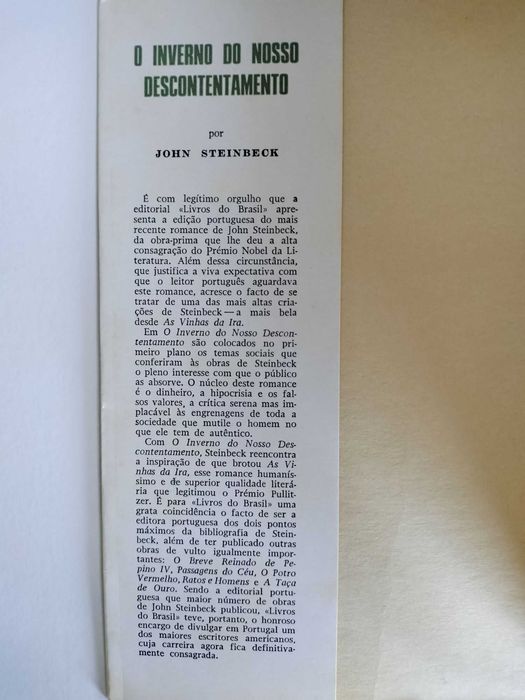 O INVERNO DO NOSSO
DESCONTENTAMENTO
por
JOHN STEINBECK
É com legítimo orgulho que a
editorial «Livros do Brasil» apre-
senta a edição portuguesa do mais
recente romance de John Steinbeck,
da obra-prima que lhe deu a alta
consagração do Prémio Nobel da Li-
teratura. Além dessa circunstância,
que justifica a viva expectativa com
que o leitor português aguardava
este romance, acresce o facto de se
tratar de uma das mais altas cria-
ções de Steinbeck — a mais bela
desde As Vinhas da Ira.
Em O Inverno do Nosso Descon-
tentamento são colocados no pri-
meiro plano os temas sociais que
conferiram às obras de Steinbeck
o pleno interesse com que o público
as absorve. O núcleo deste romance
é o dinheiro, a hipocrisia e os fal-
sos valores, a crítica serena mas im-
placável às engrenagens de toda a
sociedade que mutile o homem no
que ele tem de autêntico.
Com O Inverno do Nosso Des-
contentamento, Steinbeck reencontra
a inspiração de que brotou As Vi-
nhas da Ira, esse romance humanís-
simo e de superior qualidade literá-
ria que legitimou o Prémio Pullit-
zer. É para «Livros do Brasil» uma
grata coincidência o facto de ser a
editora portuguesa dos dois pontos
máximos da bibliografia de Stein-
beck, além de ter publicado outras
obras de vulto igualmente impor-
tantes: O Breve Reinado de Pe-
pino IV, Passagens do Céu, O Potro
Vermelho, Ratos e Homens e A Taça
de Ouro. Sendo a editorial portu-
guesa que maior número de obras
de John Steinbeck publicou, «Livros
do Brasil» teve, portanto, o honroso
encargo de divulgar em Portugal um
dos maiores escritores americanos,
cuja carreira agora fica definitiva-
mente consagrada.